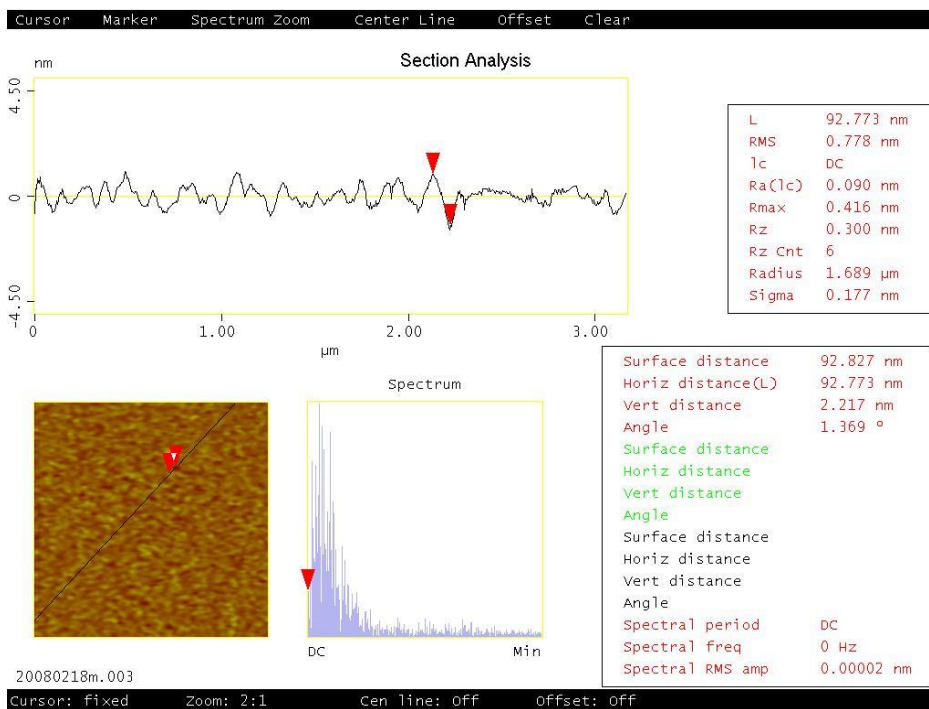 Cursor Marker Spectrum Zoom Center Line Offset Clear
Section Analysis
nm
4.50
0
-4.50
0 1.00 2.00 3.00
µm
L 92.773 nm
RMS 0.778 nm
lc DC
Ra(lc) 0.090 nm
Rmax 0.416 nm
Rz 0.300 nm
Rz Cnt 6
Radius 1.689 µm
Sigma 0.177 nm
Surface distance 92.827 nm
Horiz distance(L) 92.773 nm
Vert distance 2.217 nm
Angle 1.369 °
Surface distance
Horiz distance
Vert distance
Angle
Surface distance
Horiz distance
Vert distance
Angle
Spectral period DC
Spectral freq 0 Hz
Spectral RMS amp 0.00002 nm
Spectrum
DC Min
20080218m.003
Cursor: fixed Zoom: 2:1 Cen line: Off Offset: Off